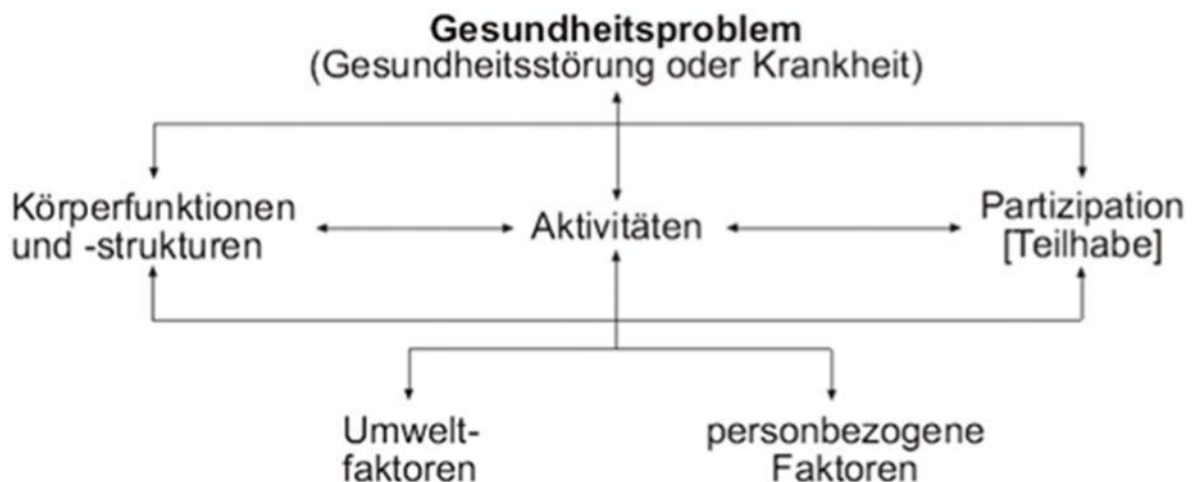 Gesundheitsproblem
(Gesundheitsstörung oder Krankheit)
Körperfunktionen
und -strukturen
Aktivitäten
Partizipation
[Teilhabe]
Umwelt-
faktoren
personbezogene
Faktoren